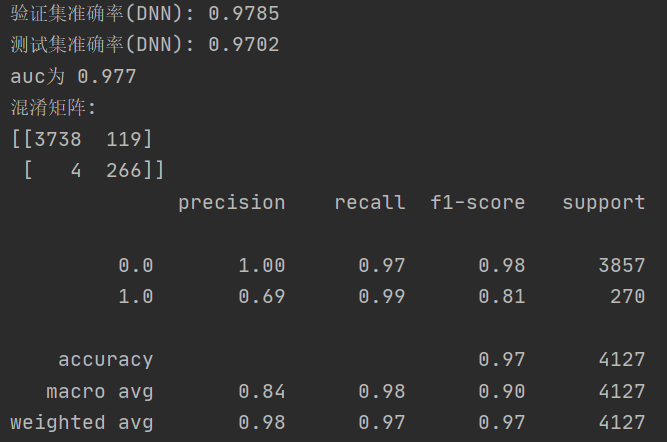 验证集准确率(DNN): 0.9785
测试集准确率(DNN): 0.9702
auc为 0.977
混淆矩阵:
[[3738  119]
 [   4  266]]
              precision    recall  f1-score   support

         0.0       1.00      0.97      0.98      3857
         1.0       0.69      0.99      0.81       270

    accuracy                           0.97      4127
   macro avg       0.84      0.98      0.90      4127
weighted avg       0.98      0.97      0.97      4127